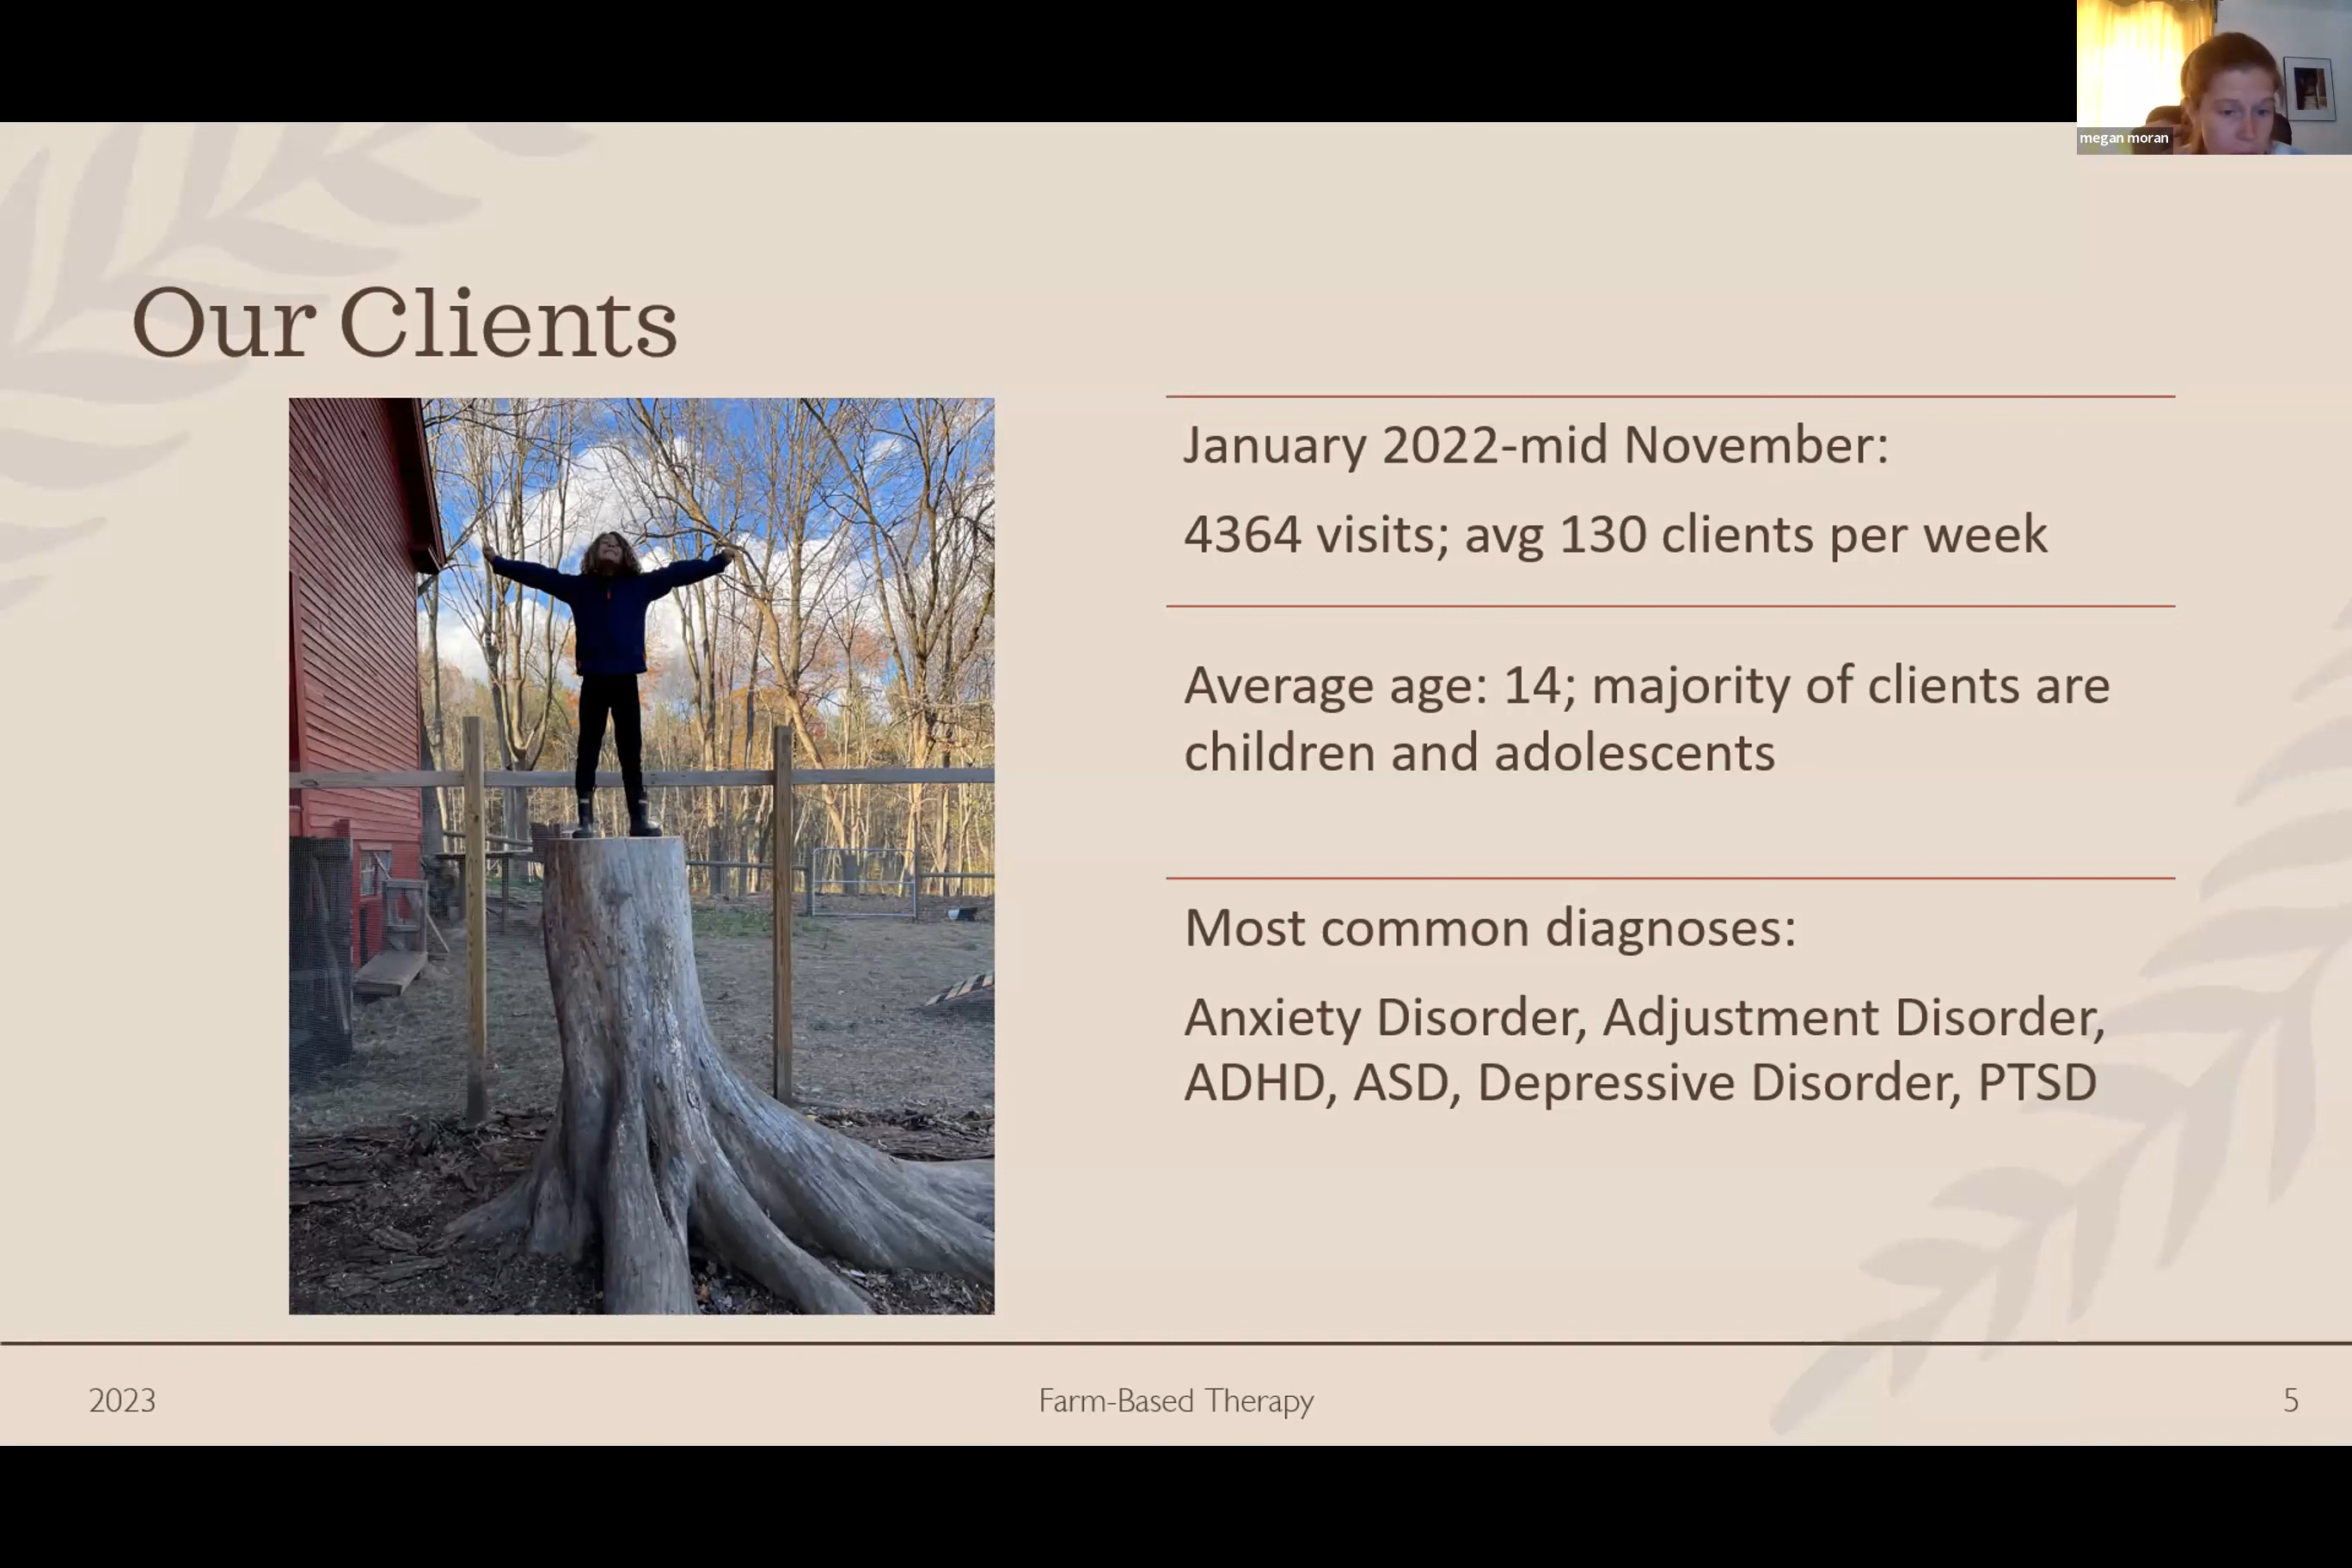 megan moran
Our Clients
January 2022-mid November:
4364 visits; avg 130 clients per week
Average age: 14; majority of clients are
children and adolescents
Most common diagnoses:
Anxiety Disorder, Adjustment Disorder,
ADHD, ASD, Depressive Disorder, PTSD
2023
Farm-Based Therapy
5